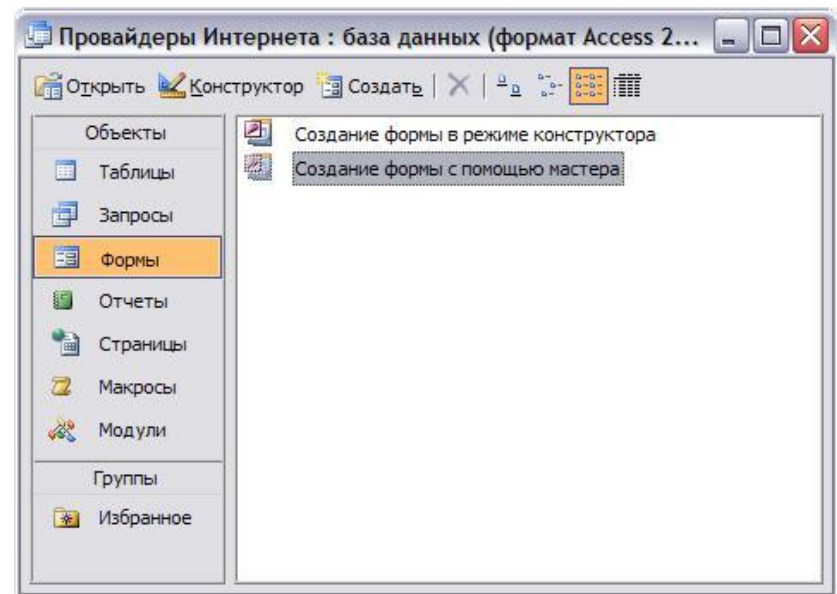 Провайдеры Интернета : база данных (формат Access 2...
Открыть Конструктор Создать
Объекты
Таблицы
Запросы
Формы
Отчеты
Страницы
Макросы
Модули
Группы
Избранное
Создание формы в режиме конструктора
Создание формы с помощью мастера